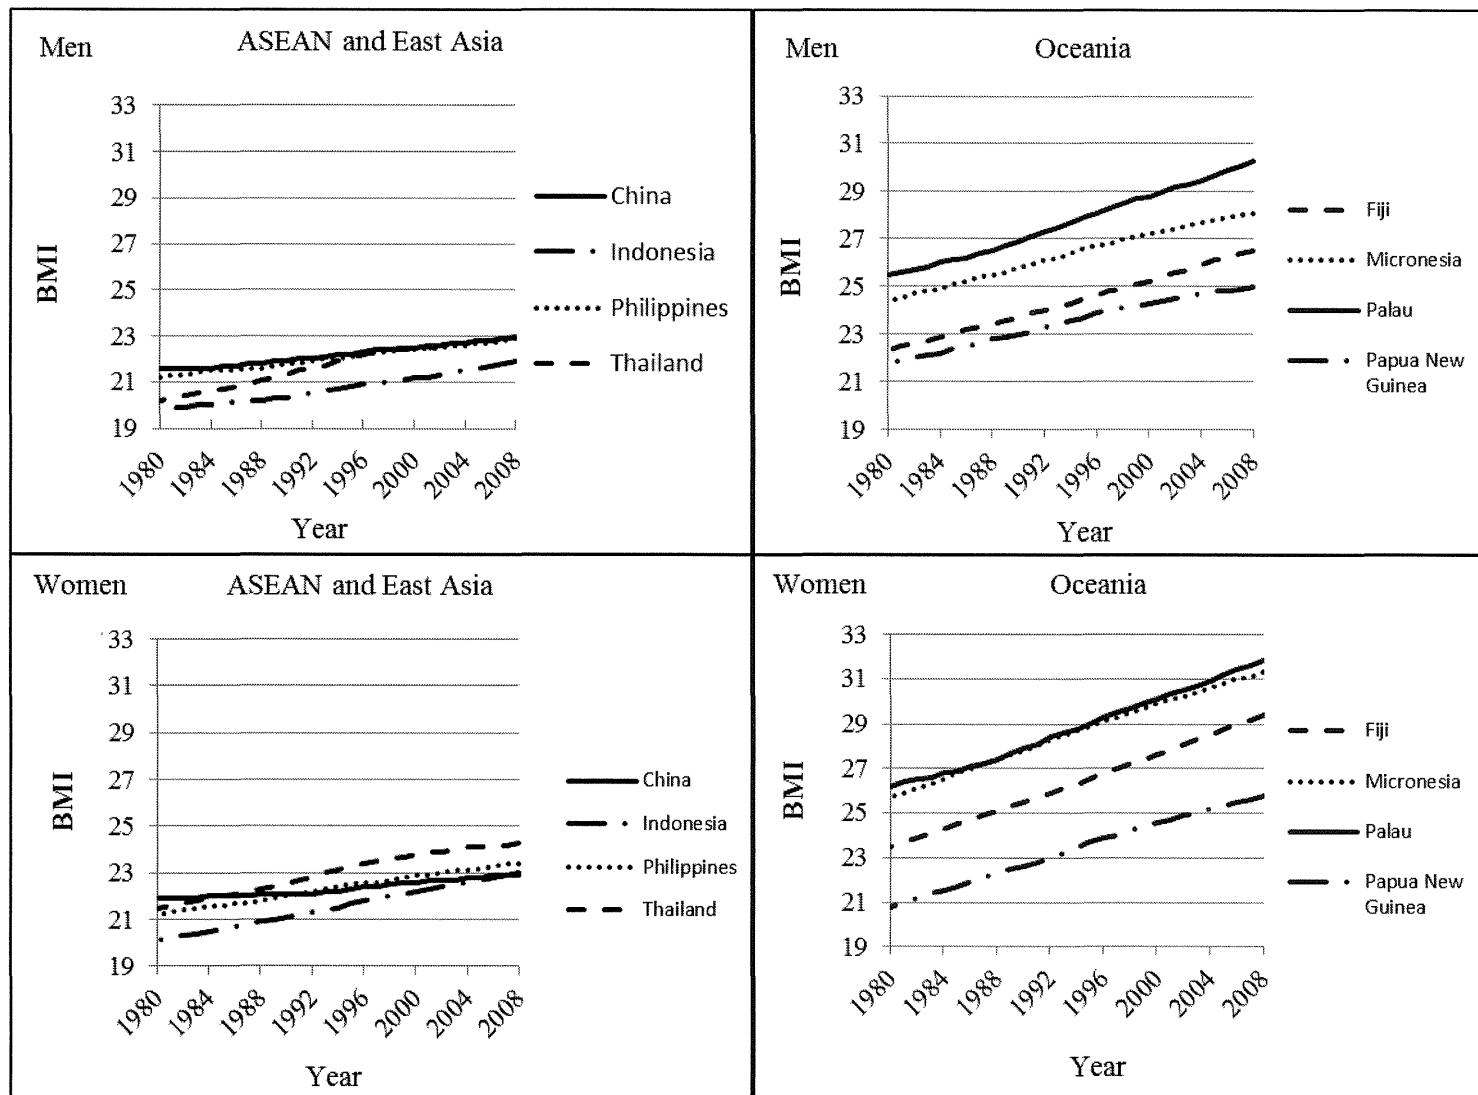 Men
ASEAN and East Asia
33
31
29
27
25
23
21
19
BMI
1980
1984
1988
1992
1996
2000
2004
2008
Year
China
Indonesia
Philippines
Thailand
Men
Oceania
33
31
29
27
25
23
21
19
BMI
1980
1984
1988
1992
1996
2000
2004
2008
Year
Fiji
Micronesia
Palau
Papua New
Guinea
Women
ASEAN and East Asia
33
31
29
27
25
23
21
19
BMI
1980
1984
1988
1992
1996
2000
2004
2008
Year
China
Indonesia
Philippines
Thailand
Women
Oceania
33
31
29
27
25
23
21
19
BMI
1980
1984
1988
1992
1996
2000
2004
2008
Year
Fiji
Micronesia
Palau
Papua New
Guinea